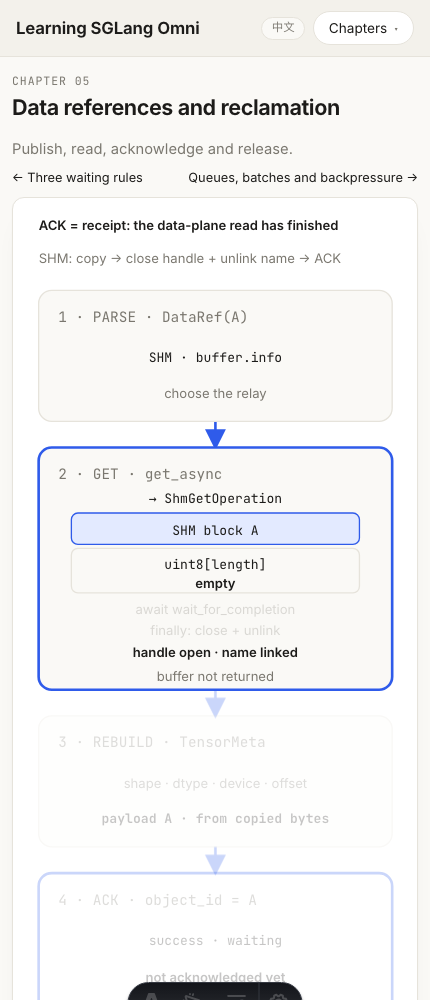 Learning SGLang Omni
中文
Chapters ·
CHAPTER 05
Data references and reclamation
Publish, read, acknowledge and release.
← Three waiting rules
Queues, batches and backpressure →
ACK = receipt: the data-plane read has finished
SHM: copy → close handle + unlink name → ACK
1 · PARSE · DataRef(A)
SHM · buffer.info
choose the relay
2 · GET · get_async
→ ShmGetOperation
SHM block A
uint8[length]
empty
await wait_for_completion
finally: close + unlink
handle open · name linked
buffer not returned
3 · REBUILD · TensorMeta
shape · dtype · device · offset
payload A · from copied bytes
4 · ACK · object_id = A
success · waiting
not acknowledged yet